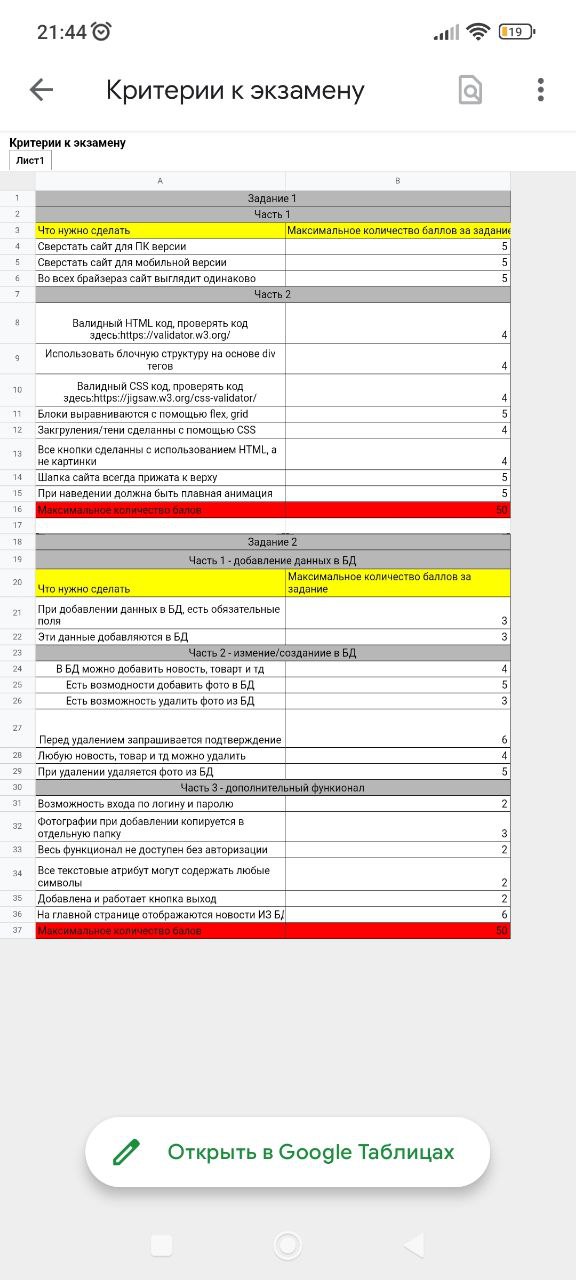 21:44
19
Критерии к экзамену
Критерии к экзамену
Лист1
A B
1 Задание 1
2 Часть 1
3 Что нужно сделать Максимальное количество баллов за задание
4 Сверстать сайт для ПК версии 5
5 Сверстать сайт для мобильной версии 5
6 Во всех брайзераз сайт выглядит одинаково 5
7 Часть 2
8 Валидный HTML код, проверять код
здесь:https://validator.w3.org/ 4
9 Использовать блочную структуру на основе div
тегов 4
10 Валидный CSS код, проверять код
здесь:https://jigsaw.w3.org/css-validator/ 4
11 Блоки выравниваются с помощью flex, grid 5
12 Закгруления/тени сделанны с помощью CSS 4
13 Все кнопки сделанны с использованием HTML, а
не картинки 4
14 Шапка сайта всегда прижата к верху 5
15 При наведении должна быть плавная анимация 5
16 Максимальное количество балов 50
17
18 Задание 2
19 Часть 1 - добавление данных в БД
20 Что нужно сделать Максимальное количество баллов за
задание
21 При добавлении данных в БД, есть обязательные
поля 3
22 Эти данные добавляются в БД 3
23 Часть 2 - измение/созданиие в БД
24 В БД можно добавить новость, товарт и тд 4
25 Есть возмодности добавить фото в БД 5
26 Есть возможность удалить фото из БД 3
27 Перед удалением запрашивается подтверждение 6
28 Любую новость, товар и тд можно удалить 4
29 При удалении удаляется фото из БД 5
30 Часть 3 - дополнительный функионал
31 Возможность входа по логину и паролю 2
32 Фотографии при добавлении копируется в
отдельную папку 3
33 Весь функционал не доступен без авторизации 2
34 Все текстовые атрибут могут содержать любые
символы 2
35 Добавлена и работает кнопка выход 2
36 На главной странице отображаются новости ИЗ БД 6
37 Максимальное количество балов 50
Открыть в Google Таблицах